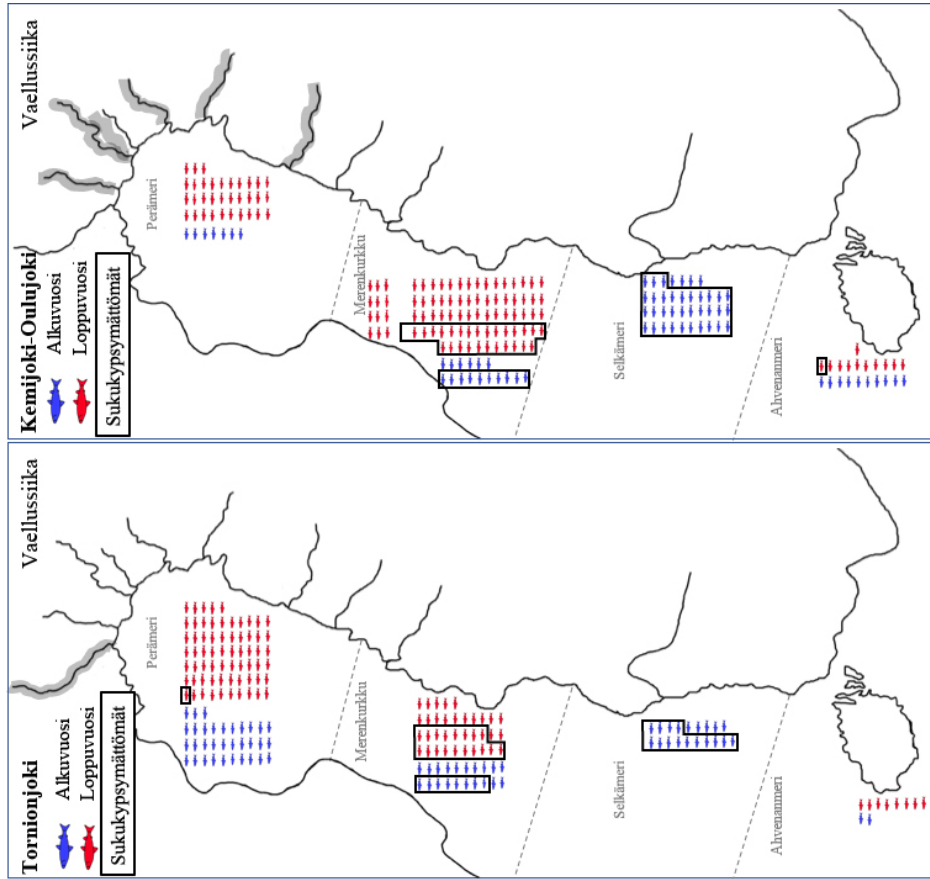 Kemijoki-Oulujoki
Vaellussiika
Alkuvuosi
Loppuvuosi
Sukukypsymättömät
Perämeri
Merenkurkku
Selkämeri
Ahvenanmeri
Tornionjoki
Vaellussiika
Alkuvuosi
Loppuvuosi
Sukukypsymättömät
Perämeri
Merenkurkku
Selkämeri
Ahvenanmeri